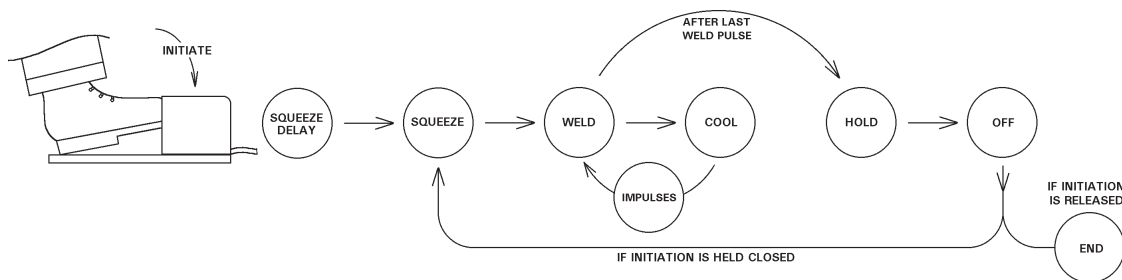 INITIATE
SQUEEZE
DELAY
SQUEEZE
WELD
COOL
IMPULSES
AFTER LAST
WELD PULSE
HOLD
OFF
IF INITIATION
IS RELEASED
END
IF INITIATION IS HELD CLOSED